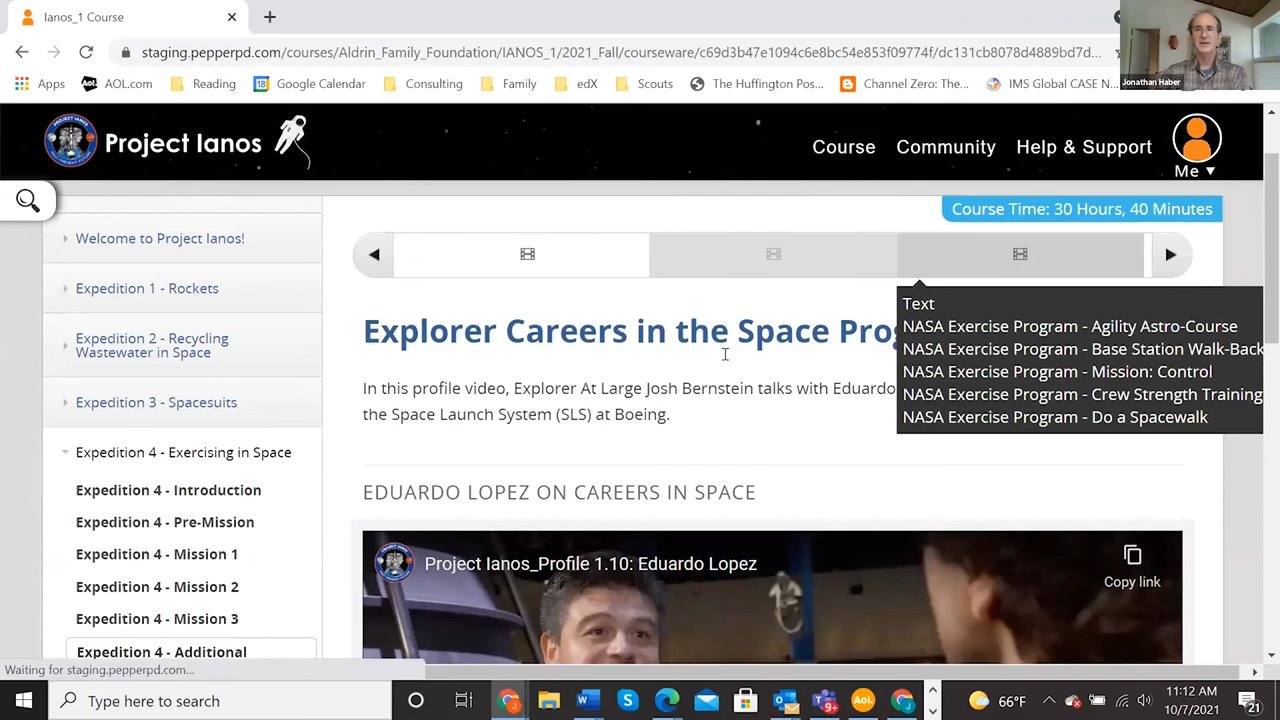 Ianos_1 Course
staging.pepperpd.com/courses/Aldrin_Family_Foundation/IANOS_1/2021_Fall/courseware/c69d3b47e1094c6e8bc54e853f09774f/dc131cb8078d4889bd7d...
Apps
AOL.com
Reading
Google Calendar
Consulting
Family
edX
Scouts
The Huffington Pos...
Channel Zero: The...
IMS Global CASE N...
Jonathan Haber
Project Ianos
Course
Community
Help & Support
Me
Course Time: 30 Hours, 40 Minutes
Welcome to Project Ianos!
Expedition 1 - Rockets
Expedition 2 - Recycling
Wastewater in Space
Expedition 3 - Spacesuits
Expedition 4 - Exercising in Space
Expedition 4 - Introduction
Expedition 4 - Pre-Mission
Expedition 4 - Mission 1
Expedition 4 - Mission 2
Expedition 4 - Mission 3
Expedition 4 - Additional
Text
NASA Exercise Program - Agility Astro-Course
NASA Exercise Program - Base Station Walk-Back
NASA Exercise Program - Mission: Control
NASA Exercise Program - Crew Strength Training
NASA Exercise Program - Do a Spacewalk
Explorer Careers in the Space Prog
In this profile video, Explorer At Large Josh Bernstein talks with Eduardo
the Space Launch System (SLS) at Boeing.
EDUARDO LOPEZ ON CAREERS IN SPACE
Project Ianos_Profile 1.10: Eduardo Lopez
Copy link
Waiting for staging.pepperpd.com...
Type here to search
66°F
11:12 AM
10/7/2021
21